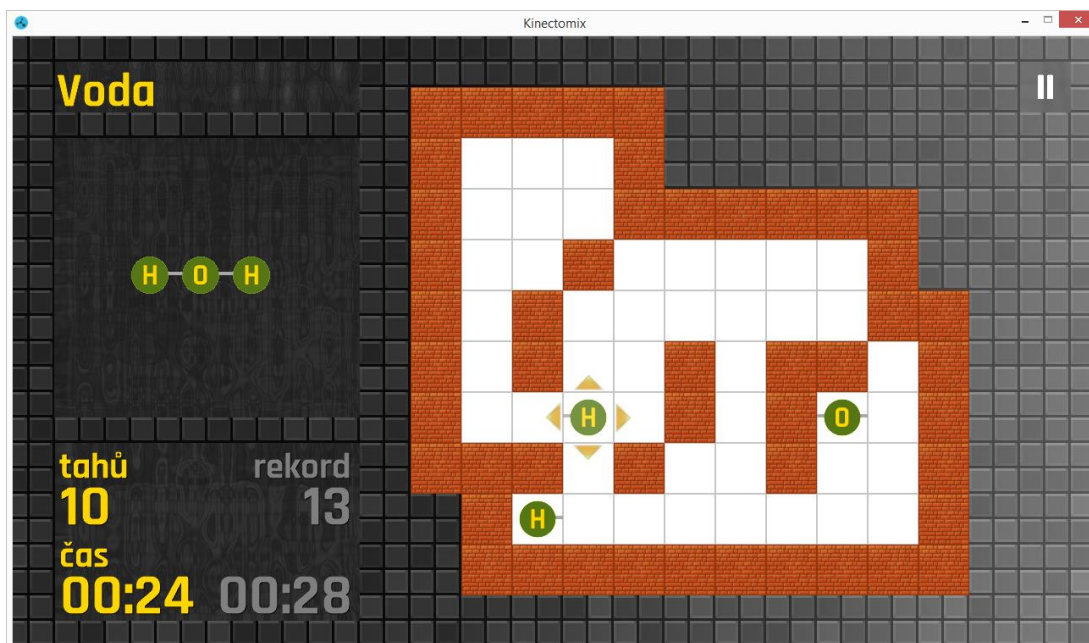 Kinectomix
Voda
H O H
H
O
tahů rekord
10 13
H
čas
00:24 00:28